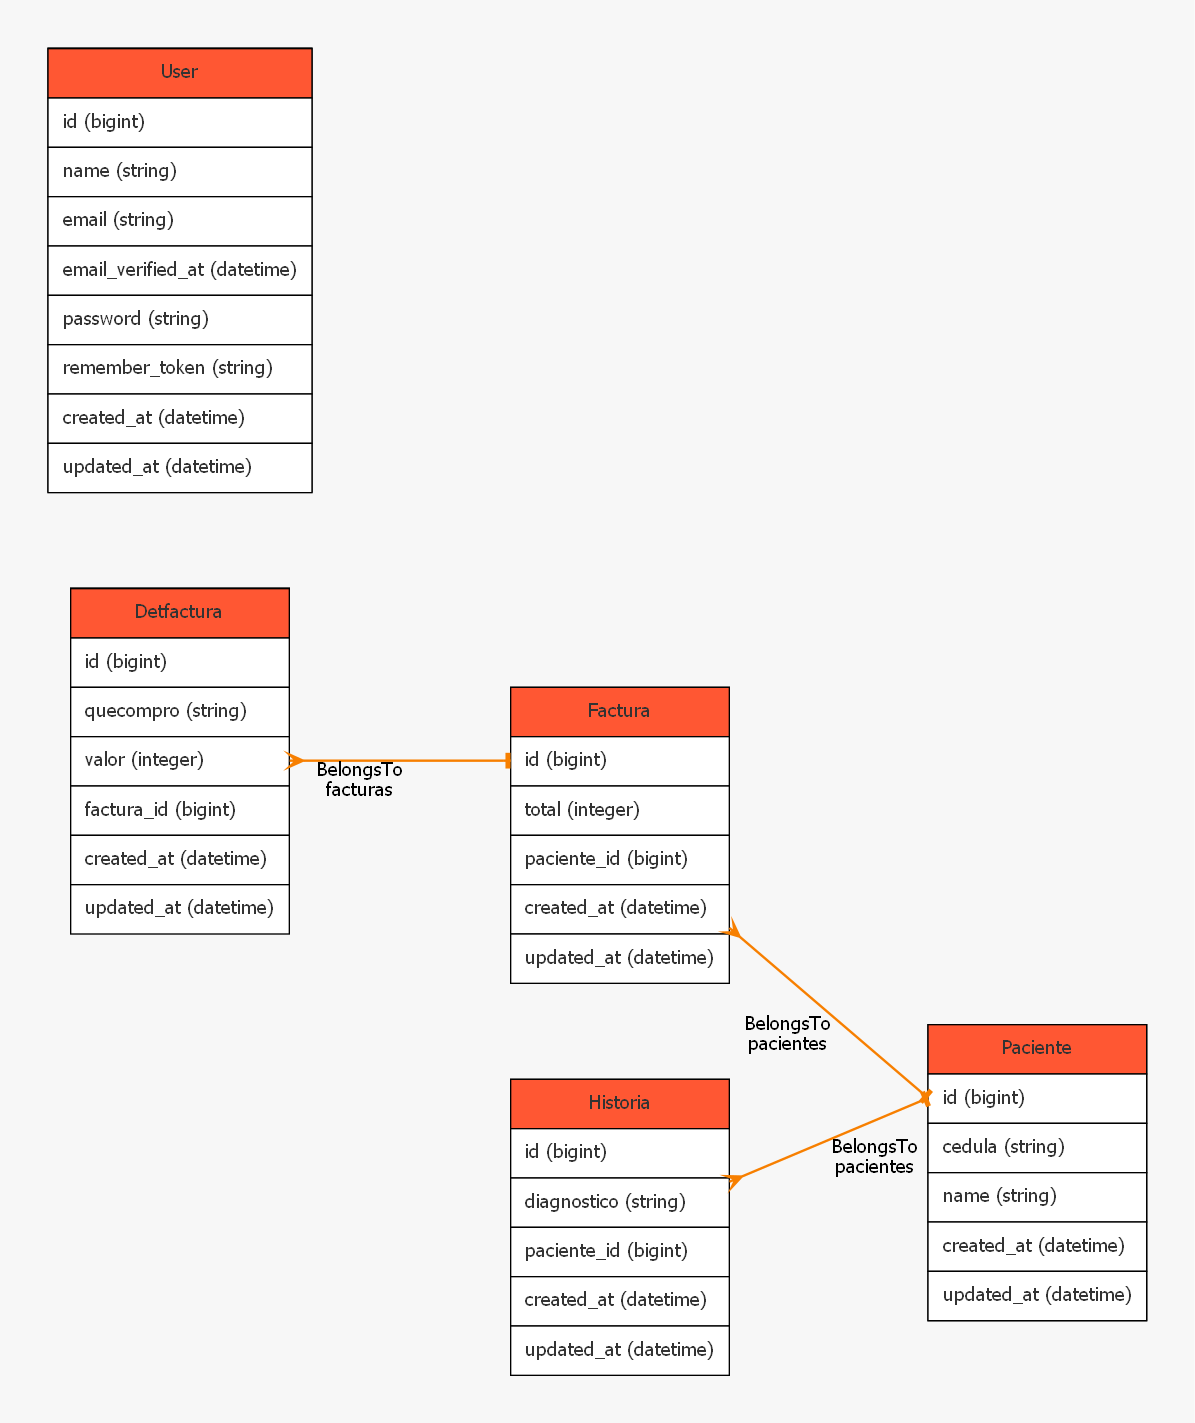 User
id (bigint)
name (string)
email (string)
email_verified_at (datetime)
password (string)
remember_token (string)
created_at (datetime)
updated_at (datetime)
Detfactura
id (bigint)
quecompro (string)
valor (integer)
factura_id (bigint)
created_at (datetime)
updated_at (datetime)
BelongsTo
facturas
Factura
id (bigint)
total (integer)
paciente_id (bigint)
created_at (datetime)
updated_at (datetime)
BelongsTo
pacientes
Historia
id (bigint)
diagnostico (string)
paciente_id (bigint)
created_at (datetime)
updated_at (datetime)
BelongsTo
pacientes
Paciente
id (bigint)
cedula (string)
name (string)
created_at (datetime)
updated_at (datetime)